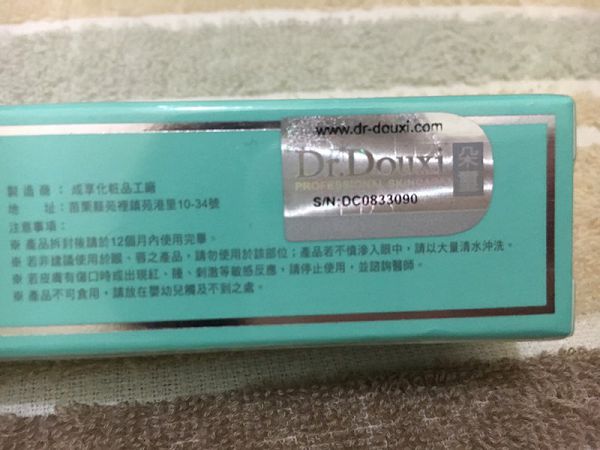 www.dr-douxi.com
Dr.Douxi 朵璽
PROFESSIONAL SKINCARE
S/N:DC0833090
製造商：成享化粧品工廠
地　址：苗栗縣苑裡鎮苑港里10-34號
注意事項：
※ 產品拆封後請於12個月內使用完畢。
※ 若非建議使用於眼、唇之產品，請勿使用於該部位；產品若不慎滲入眼中，請以大量清水沖洗。
※ 若皮膚有傷口時或出現紅、腫、刺激等敏感反應，請停止使用，並諮詢醫師。
※ 產品不可食用，請放在嬰幼兒觸及不到之處。